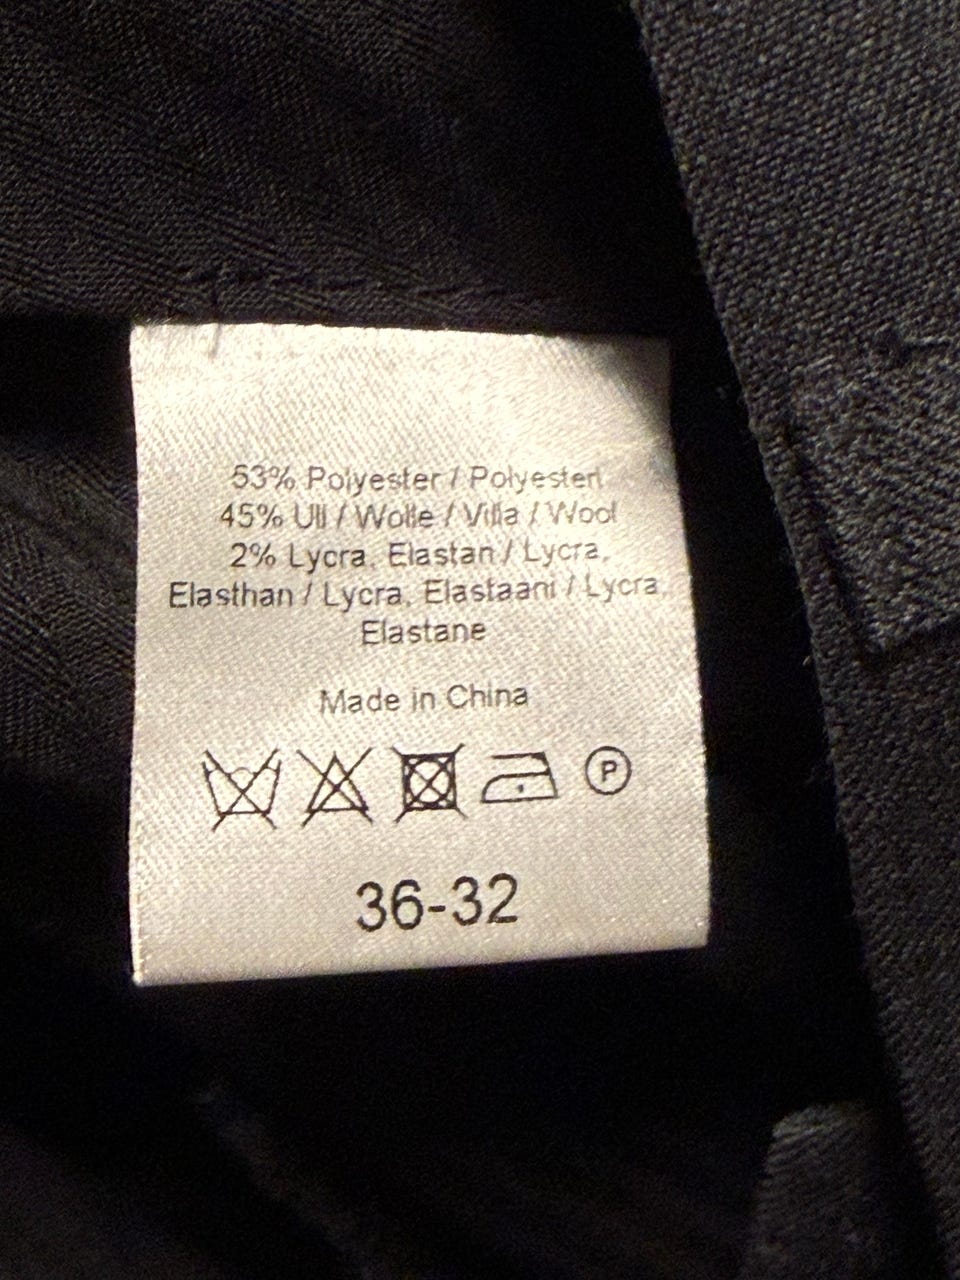 53% Polyester / Polyesteri
45% Ull / Wolle / Villa / Wool
2% Lycra, Elastan / Lycra,
Elasthan / Lycra, Elastaani / Lycra,
Elastane
Made in China
P
36-32